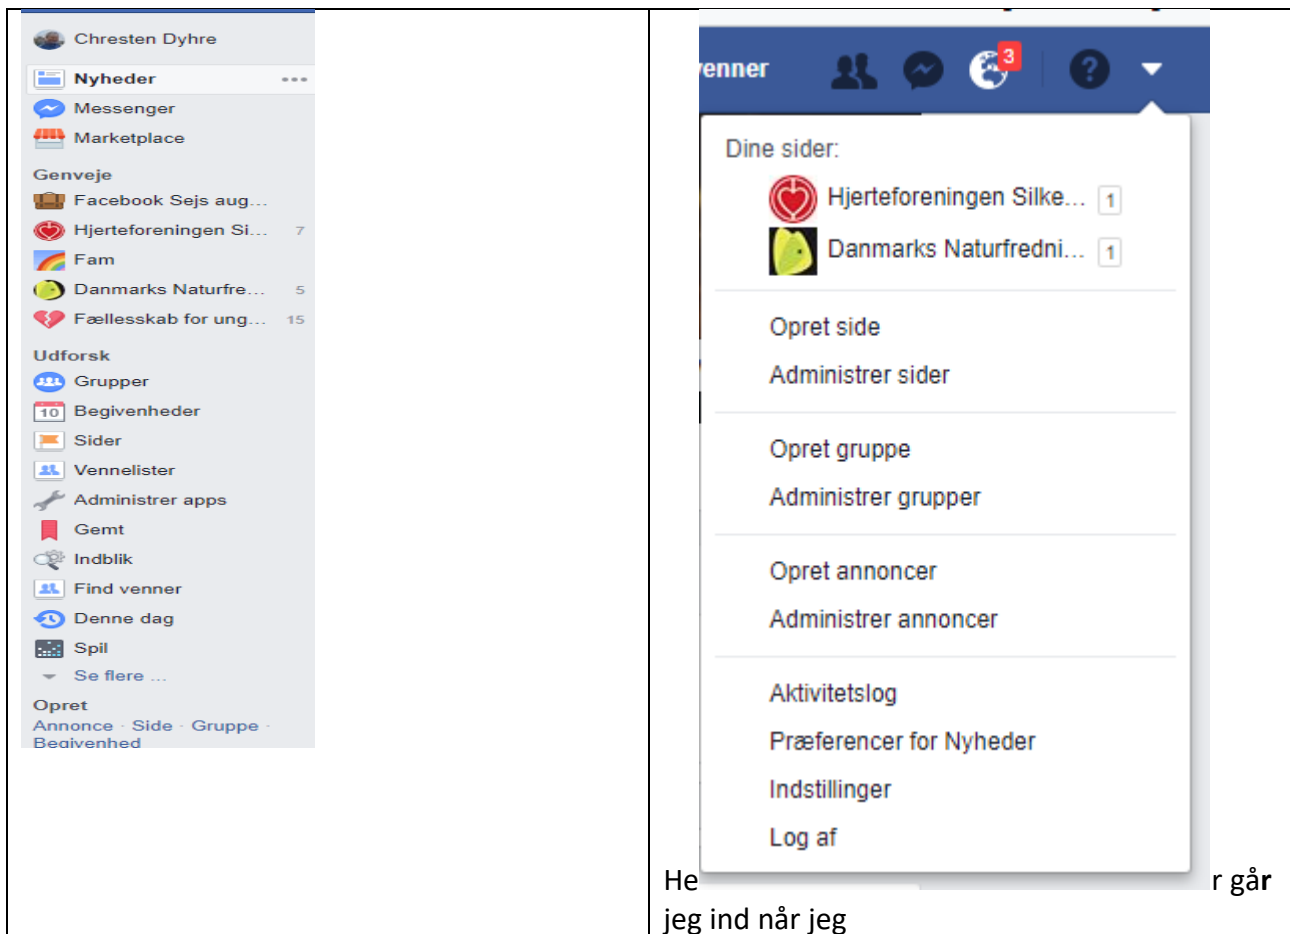 Chresten Dyhre
Nyheder
Messenger
Marketplace
Genveje
Facebook Sejs aug...
Hjerteforeningen Si... 7
Fam
Danmarks Naturfre... 5
Fællesskab for ung... 15
Udforsk
Grupper
10 Begivenheder
Sider
Vennelister
Administrer apps
Gemt
Indblik
Find venner
Denne dag
Spil
Se flere ...
Opret
Annonce · Side · Gruppe ·
Begivenhed
venner 3 ?
Dine sider:
Hjerteforeningen Silke... 1
Danmarks Naturfredni... 1
Opret side
Administrer sider
Opret gruppe
Administrer grupper
Opret annoncer
Administrer annoncer
Aktivitetslog
Præferencer for Nyheder
Indstillinger
Log af
He r går
jeg ind når jeg